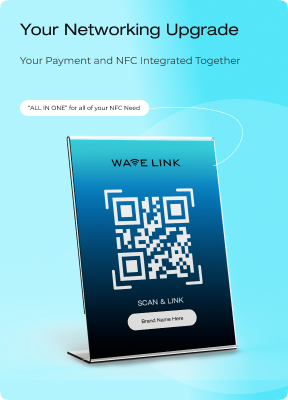 Your Networking Upgrade
Your Payment and NFC Integrated Together
"ALL IN ONE" for all of your NFC Need
WAVE LINK
SCAN & LINK
Brand Name Here